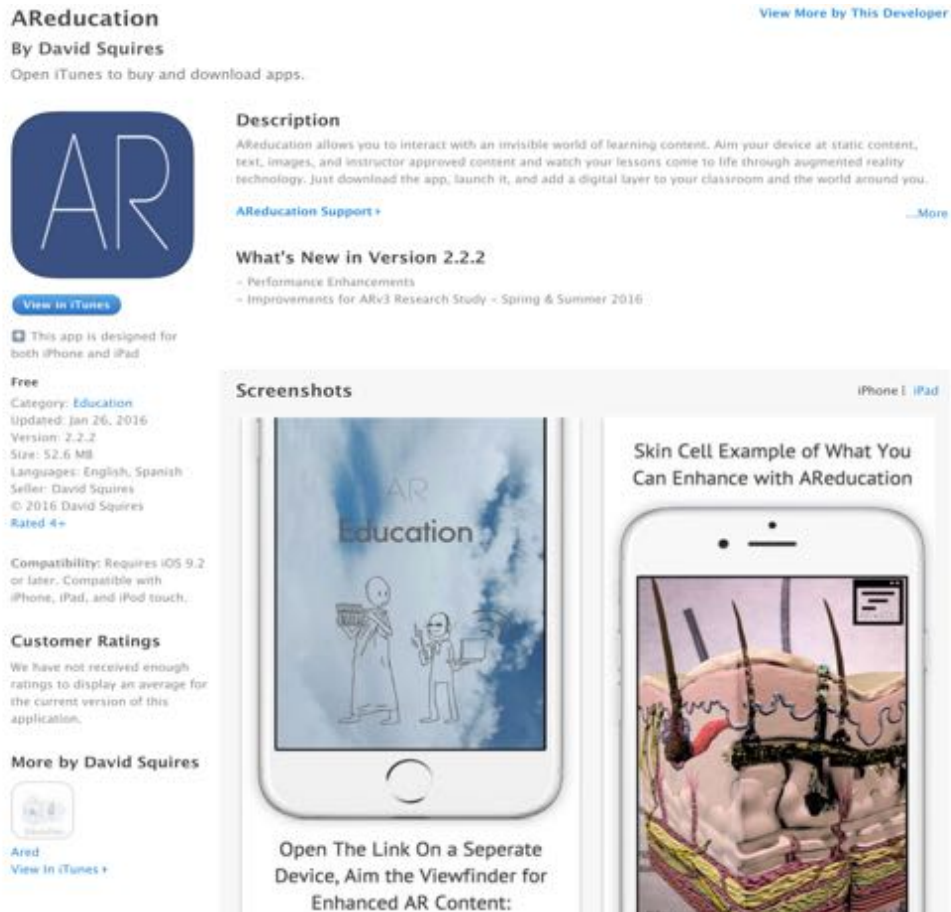 AReducation
View More by This Developer
By David Squires
Open iTunes to buy and download apps.
AR
Description
AReducation allows you to interact with an invisible world of learning content. Aim your device at static content,
text, images, and instructor approved content and watch your lessons come to life through augmented reality
technology. Just download the app, launch it, and add a digital layer to your classroom and the world around you.
AReducation Support
...More
What's New in Version 2.2.2
– Performance Enhancements
– Improvements for ARv3 Research Study – Spring & Summer 2016
View in iTunes
This app is designed for
both iPhone and iPad
Free
Category: Education
Updated: Jan 26, 2016
Version: 2.2.2
Size: 52.6 MB
Languages: English, Spanish
Seller: David Squires
© 2016 David Squires
Rated 4+
Compatibility: Requires iOS 9.2
or later. Compatible with
iPhone, iPad, and iPod touch.
Customer Ratings
We have not received enough
ratings to display an average for
the current version of this
application.
More by David Squires
Ared
View In iTunes
Screenshots
iPhone | iPad
AR
Education
Open The Link On a Seperate
Device, Aim the Viewfinder for
Enhanced AR Content:
Skin Cell Example of What You
Can Enhance with AReducation